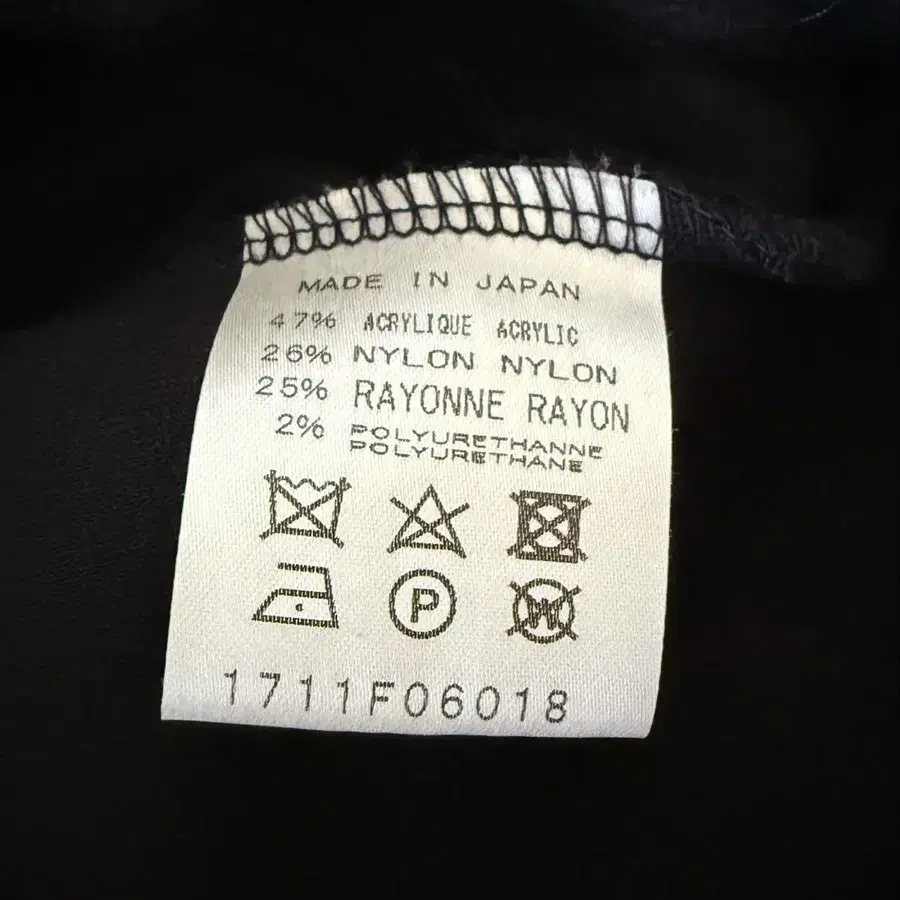 MADE IN JAPAN
47% ACRYLIQUE ACRYLIC
26% NYLON NYLON
25% RAYONNE RAYON
2% POLYURETHANNE
POLYURETHANE
P W
1711F06018